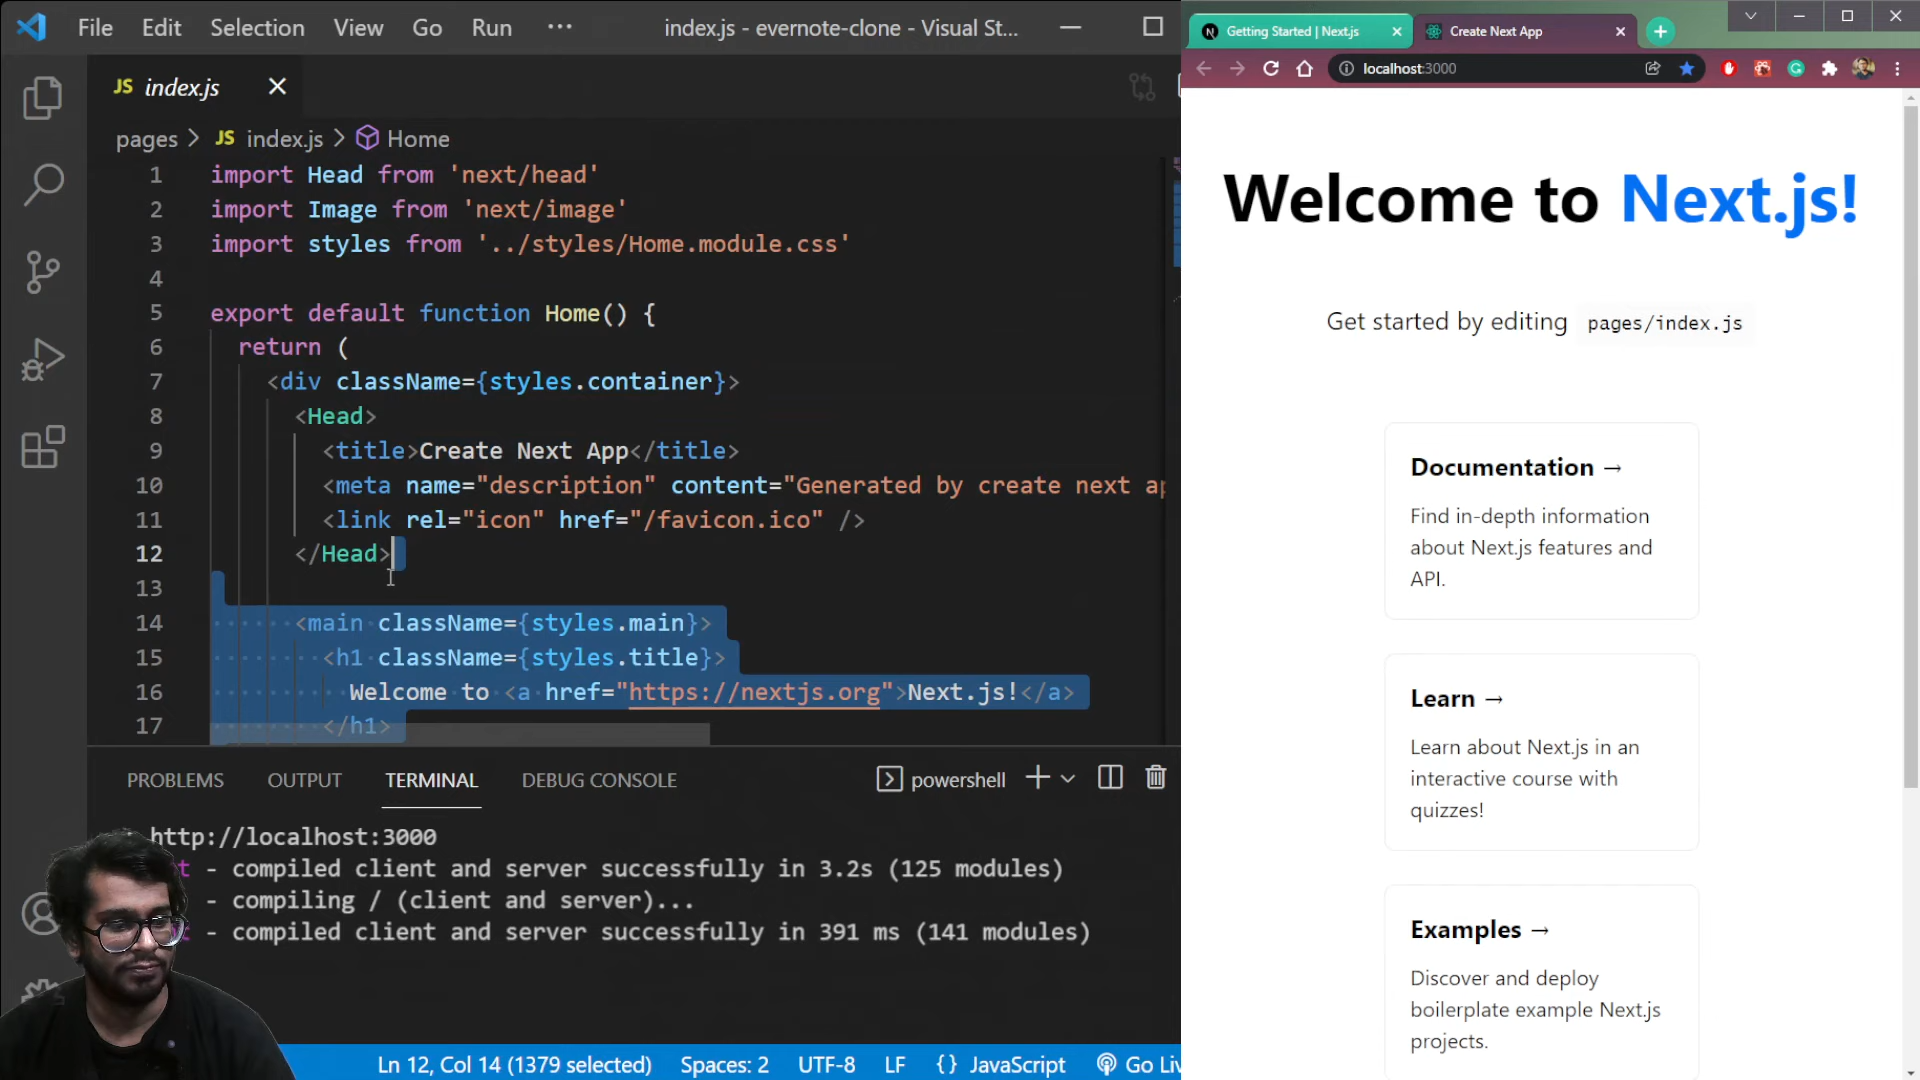 File Edit Selection View Go Run ··· index.js - evernote-clone - Visual St...
JS index.js
pages > JS index.js > Home
1 import Head from 'next/head'
2 import Image from 'next/image'
3 import styles from '../styles/Home.module.css'
4
5 export default function Home() {
6 return (
7 <div className={styles.container}>
8 <Head>
9 <title>Create Next App</title>
10 <meta name="description" content="Generated by create next ap
11 <link rel="icon" href="/favicon.ico" />
12 </Head>
13
14 <main className={styles.main}>
15 <h1 className={styles.title}>
16 Welcome to <a href="https://nextjs.org">Next.js!</a>
17 </h1>
PROBLEMS OUTPUT TERMINAL DEBUG CONSOLE powershell
http://localhost:3000
t - compiled client and server successfully in 3.2s (125 modules)
- compiling / (client and server)...
t - compiled client and server successfully in 391 ms (141 modules)
Ln 12, Col 14 (1379 selected) Spaces: 2 UTF-8 LF {} JavaScript Go Liv
Getting Started | Next.js Create Next App
localhost:3000
Welcome to Next.js!
Get started by editing pages/index.js
Documentation →
Find in-depth information
about Next.js features and
API.
Learn →
Learn about Next.js in an
interactive course with
quizzes!
Examples →
Discover and deploy
boilerplate example Next.js
projects.